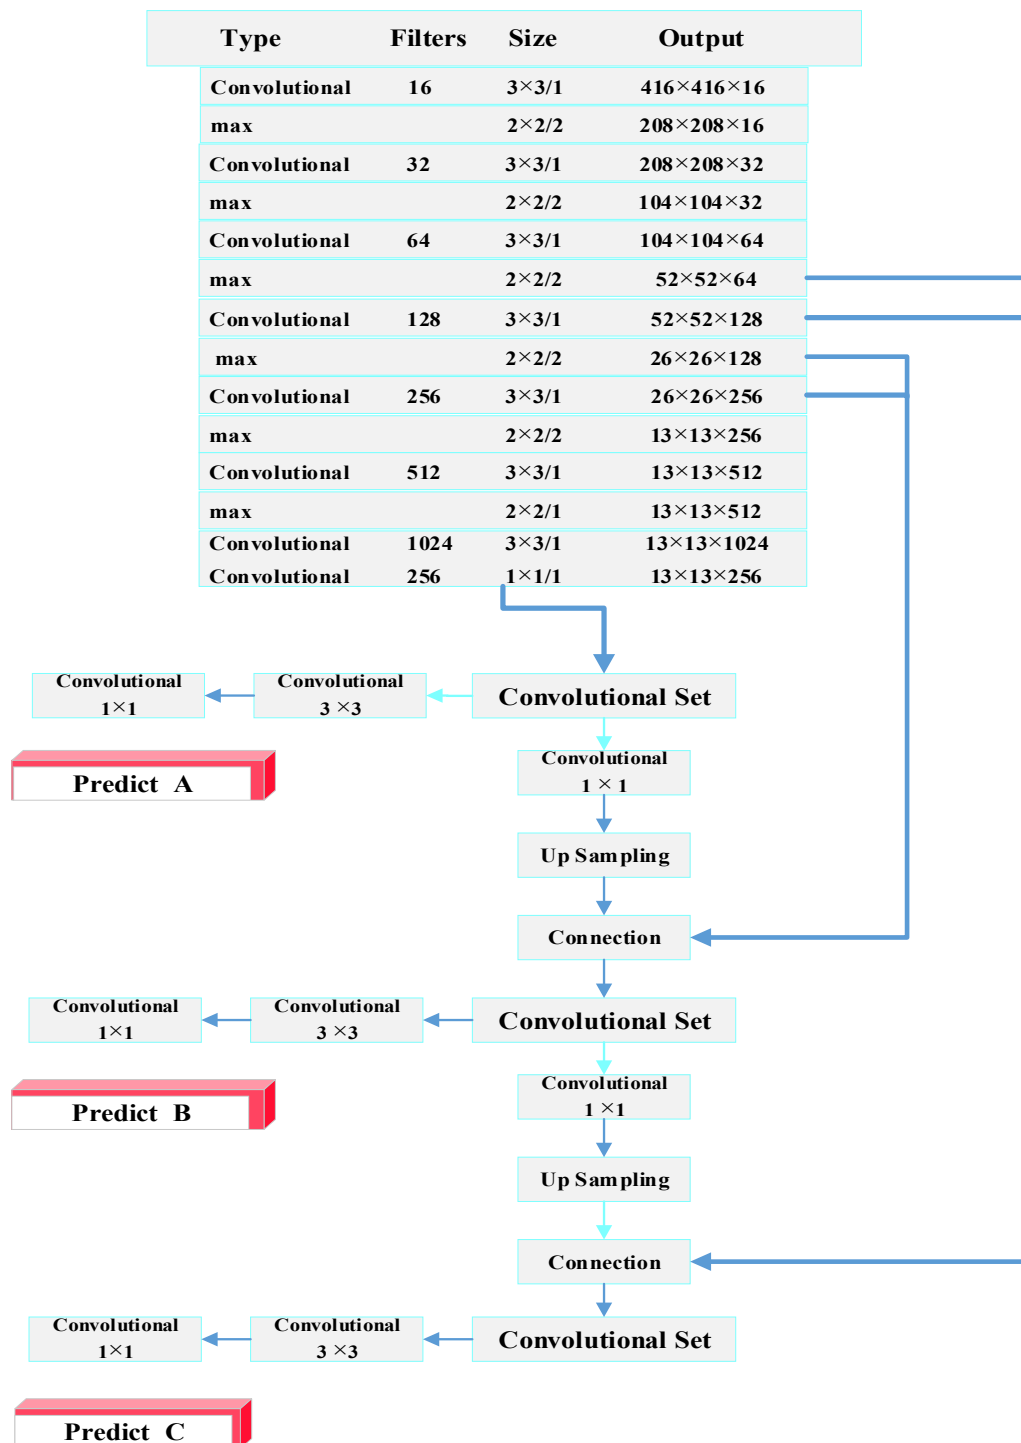 Type Filters Size Output
Convolutional 16 3×3/1 416×416×16
max 2×2/2 208×208×16
Convolutional 32 3×3/1 208×208×32
max 2×2/2 104×104×32
Convolutional 64 3×3/1 104×104×64
max 2×2/2 52×52×64
Convolutional 128 3×3/1 52×52×128
max 2×2/2 26×26×128
Convolutional 256 3×3/1 26×26×256
max 2×2/2 13×13×256
Convolutional 512 3×3/1 13×13×512
max 2×2/1 13×13×512
Convolutional 1024 3×3/1 13×13×1024
Convolutional 256 1×1/1 13×13×256
Convolutional
1×1
Convolutional
3 ×3
Convolutional Set
Predict A
Convolutional
1 × 1
Up Sampling
Connection
Convolutional
1×1
Convolutional
3 ×3
Convolutional Set
Predict B
Convolutional
1 ×1
Up Sampling
Connection
Convolutional
1×1
Convolutional
3 ×3
Convolutional Set
Predict C